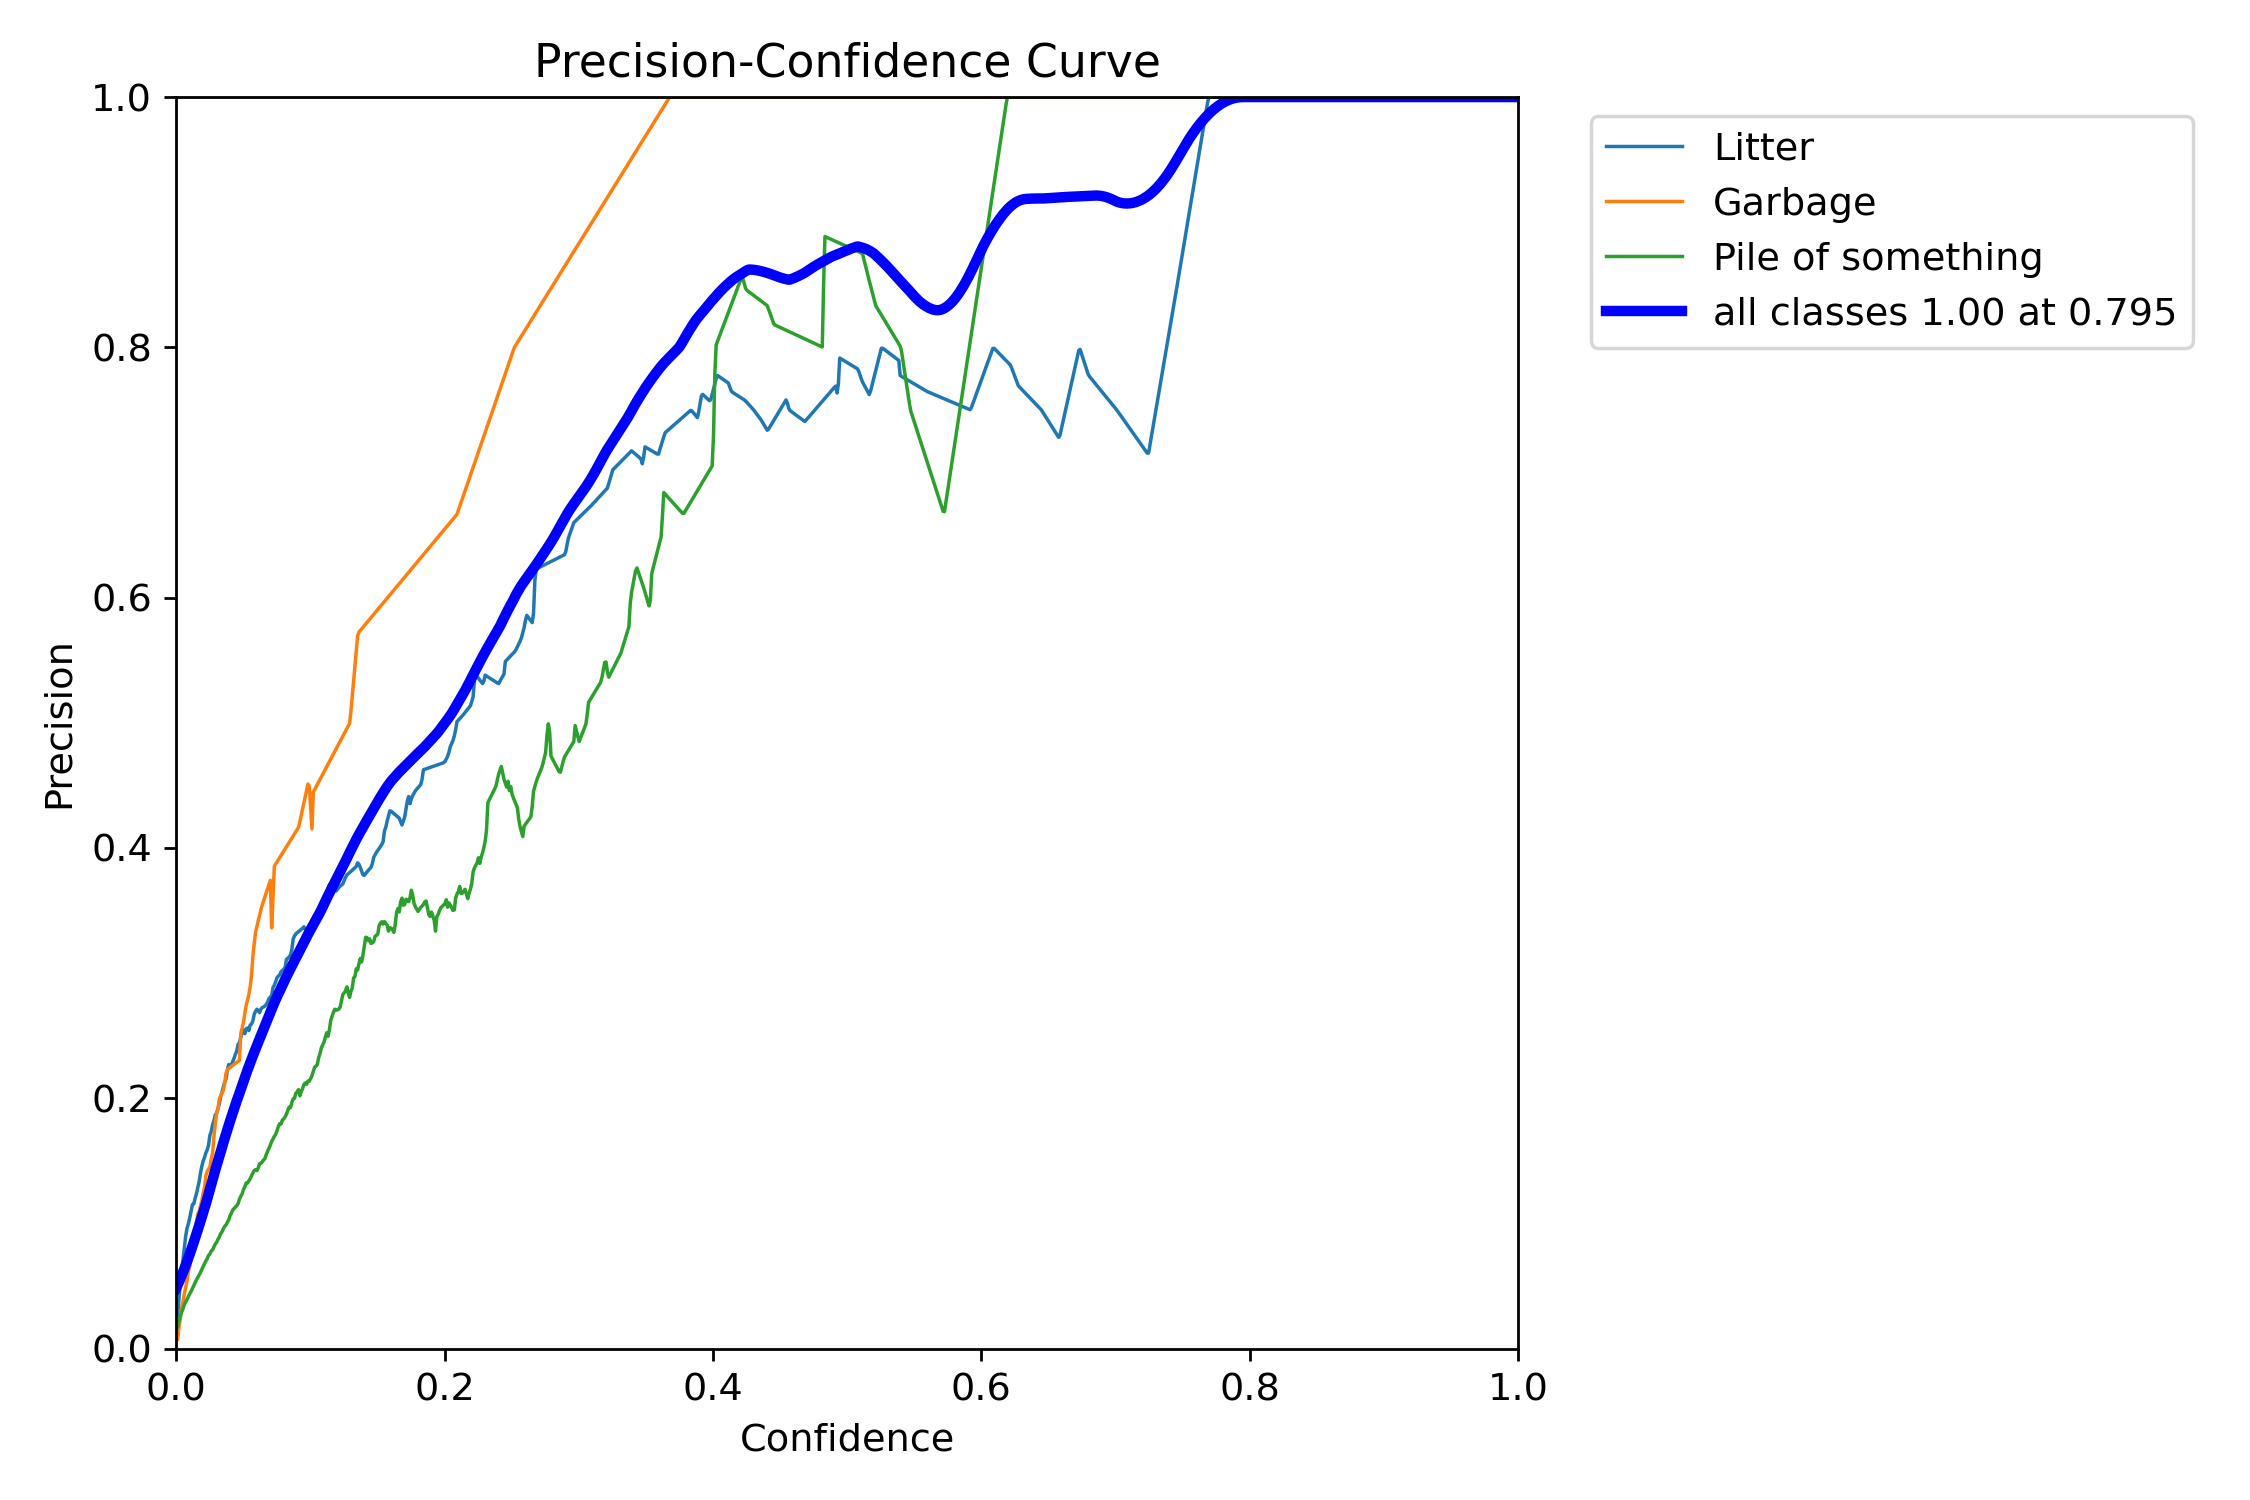 Precision-Confidence Curve
1.0
0.8
0.6
0.4
0.2
0.0
Precision
0.0 0.2 0.4 0.6 0.8 1.0
Confidence
Litter
Garbage
Pile of something
all classes 1.00 at 0.795